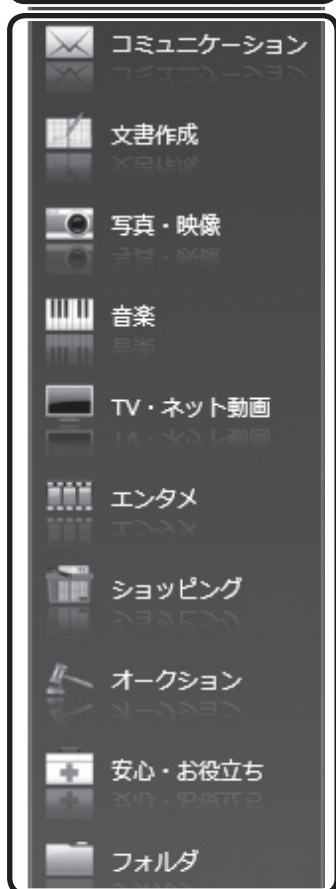 コミュニケーション
文書作成
写真・映像
音楽
TV・ネット動画
エンタメ
ショッピング
オークション
安心・お役立ち
フォルダ